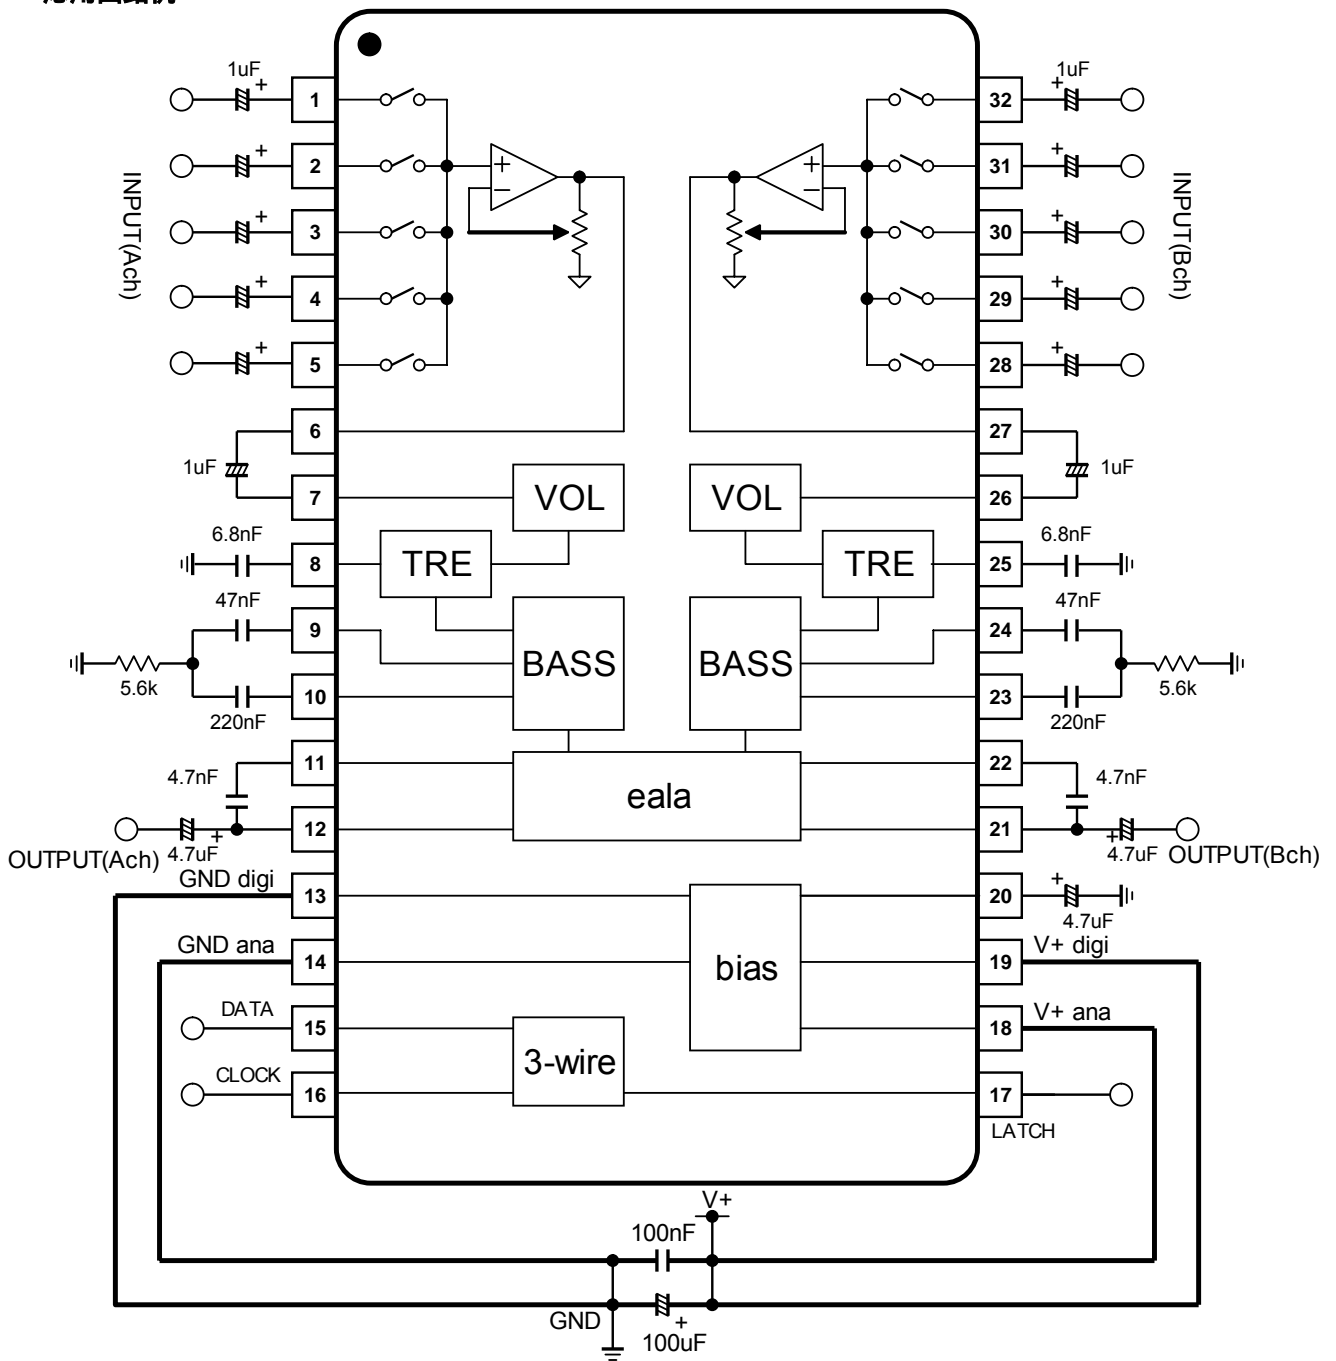 1uF + 1 32 + 1uF
+ 2 + − + − 31 +
INPUT(Ach) + 3 30 + INPUT(Bch)
+ 4 29 +
+ 5 28 +
6 27
1uF 1uF
7 VOL VOL 26
6.8nF 6.8nF
8 TRE TRE 25
47nF 47nF
9 24
BASS BASS
5.6k 5.6k
10 23
220nF 220nF
11 22
4.7nF 4.7nF
eala
12 21
OUTPUT(Ach) 4.7uF + + 4.7uF OUTPUT(Bch)
GND digi 13 20 +
4.7uF
GND ana 14 bias 19 V+ digi
DATA 15 18 V+ ana
3-wire
CLOCK 16 17
LATCH
V+
100nF
GND +
100uF